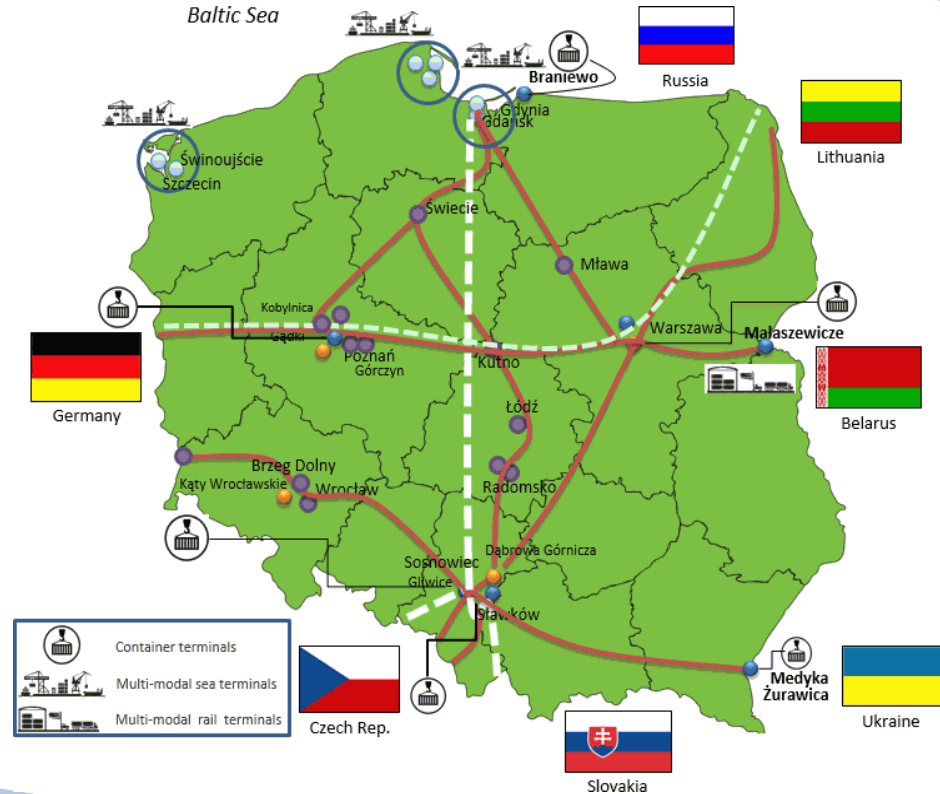 Baltic Sea
Braniewo
Russia
Gdynia
Gdańsk
Lithuania
Świnoujście
Szczecin
Świecie
Mława
Kobylnica
Warszawa
Małaszewicze
Gądki
Poznań
Górczyn
Kutno
Germany
Belarus
Łódź
Brzeg Dolny
Kąty Wrocławskie
Wrocław
Radomsko
Dąbrowa Górnicza
Sosnowiec
Gliwice
Sławków
Container terminals
Multi-modal sea terminals
Multi-modal rail terminals
Medyka
Żurawica
Czech Rep.
Ukraine
Slovakia